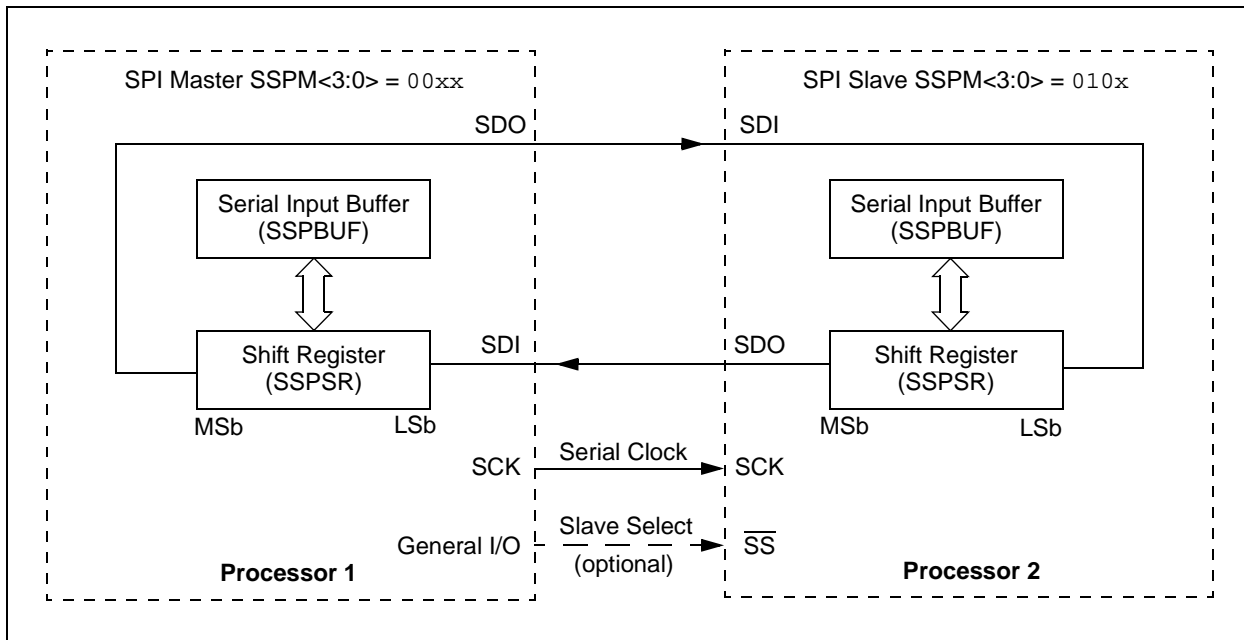 SPI Master SSPM<3:0> = 00xx
SPI Slave SSPM<3:0> = 010x
SDO
SDI
Serial Input Buffer
(SSPBUF)
Serial Input Buffer
(SSPBUF)
SDI
SDO
Shift Register
(SSPSR)
Shift Register
(SSPSR)
MSb
LSb
MSb
LSb
SCK
Serial Clock
SCK
General I/O
Slave Select
(optional)
S̅S̅
Processor 1
Processor 2